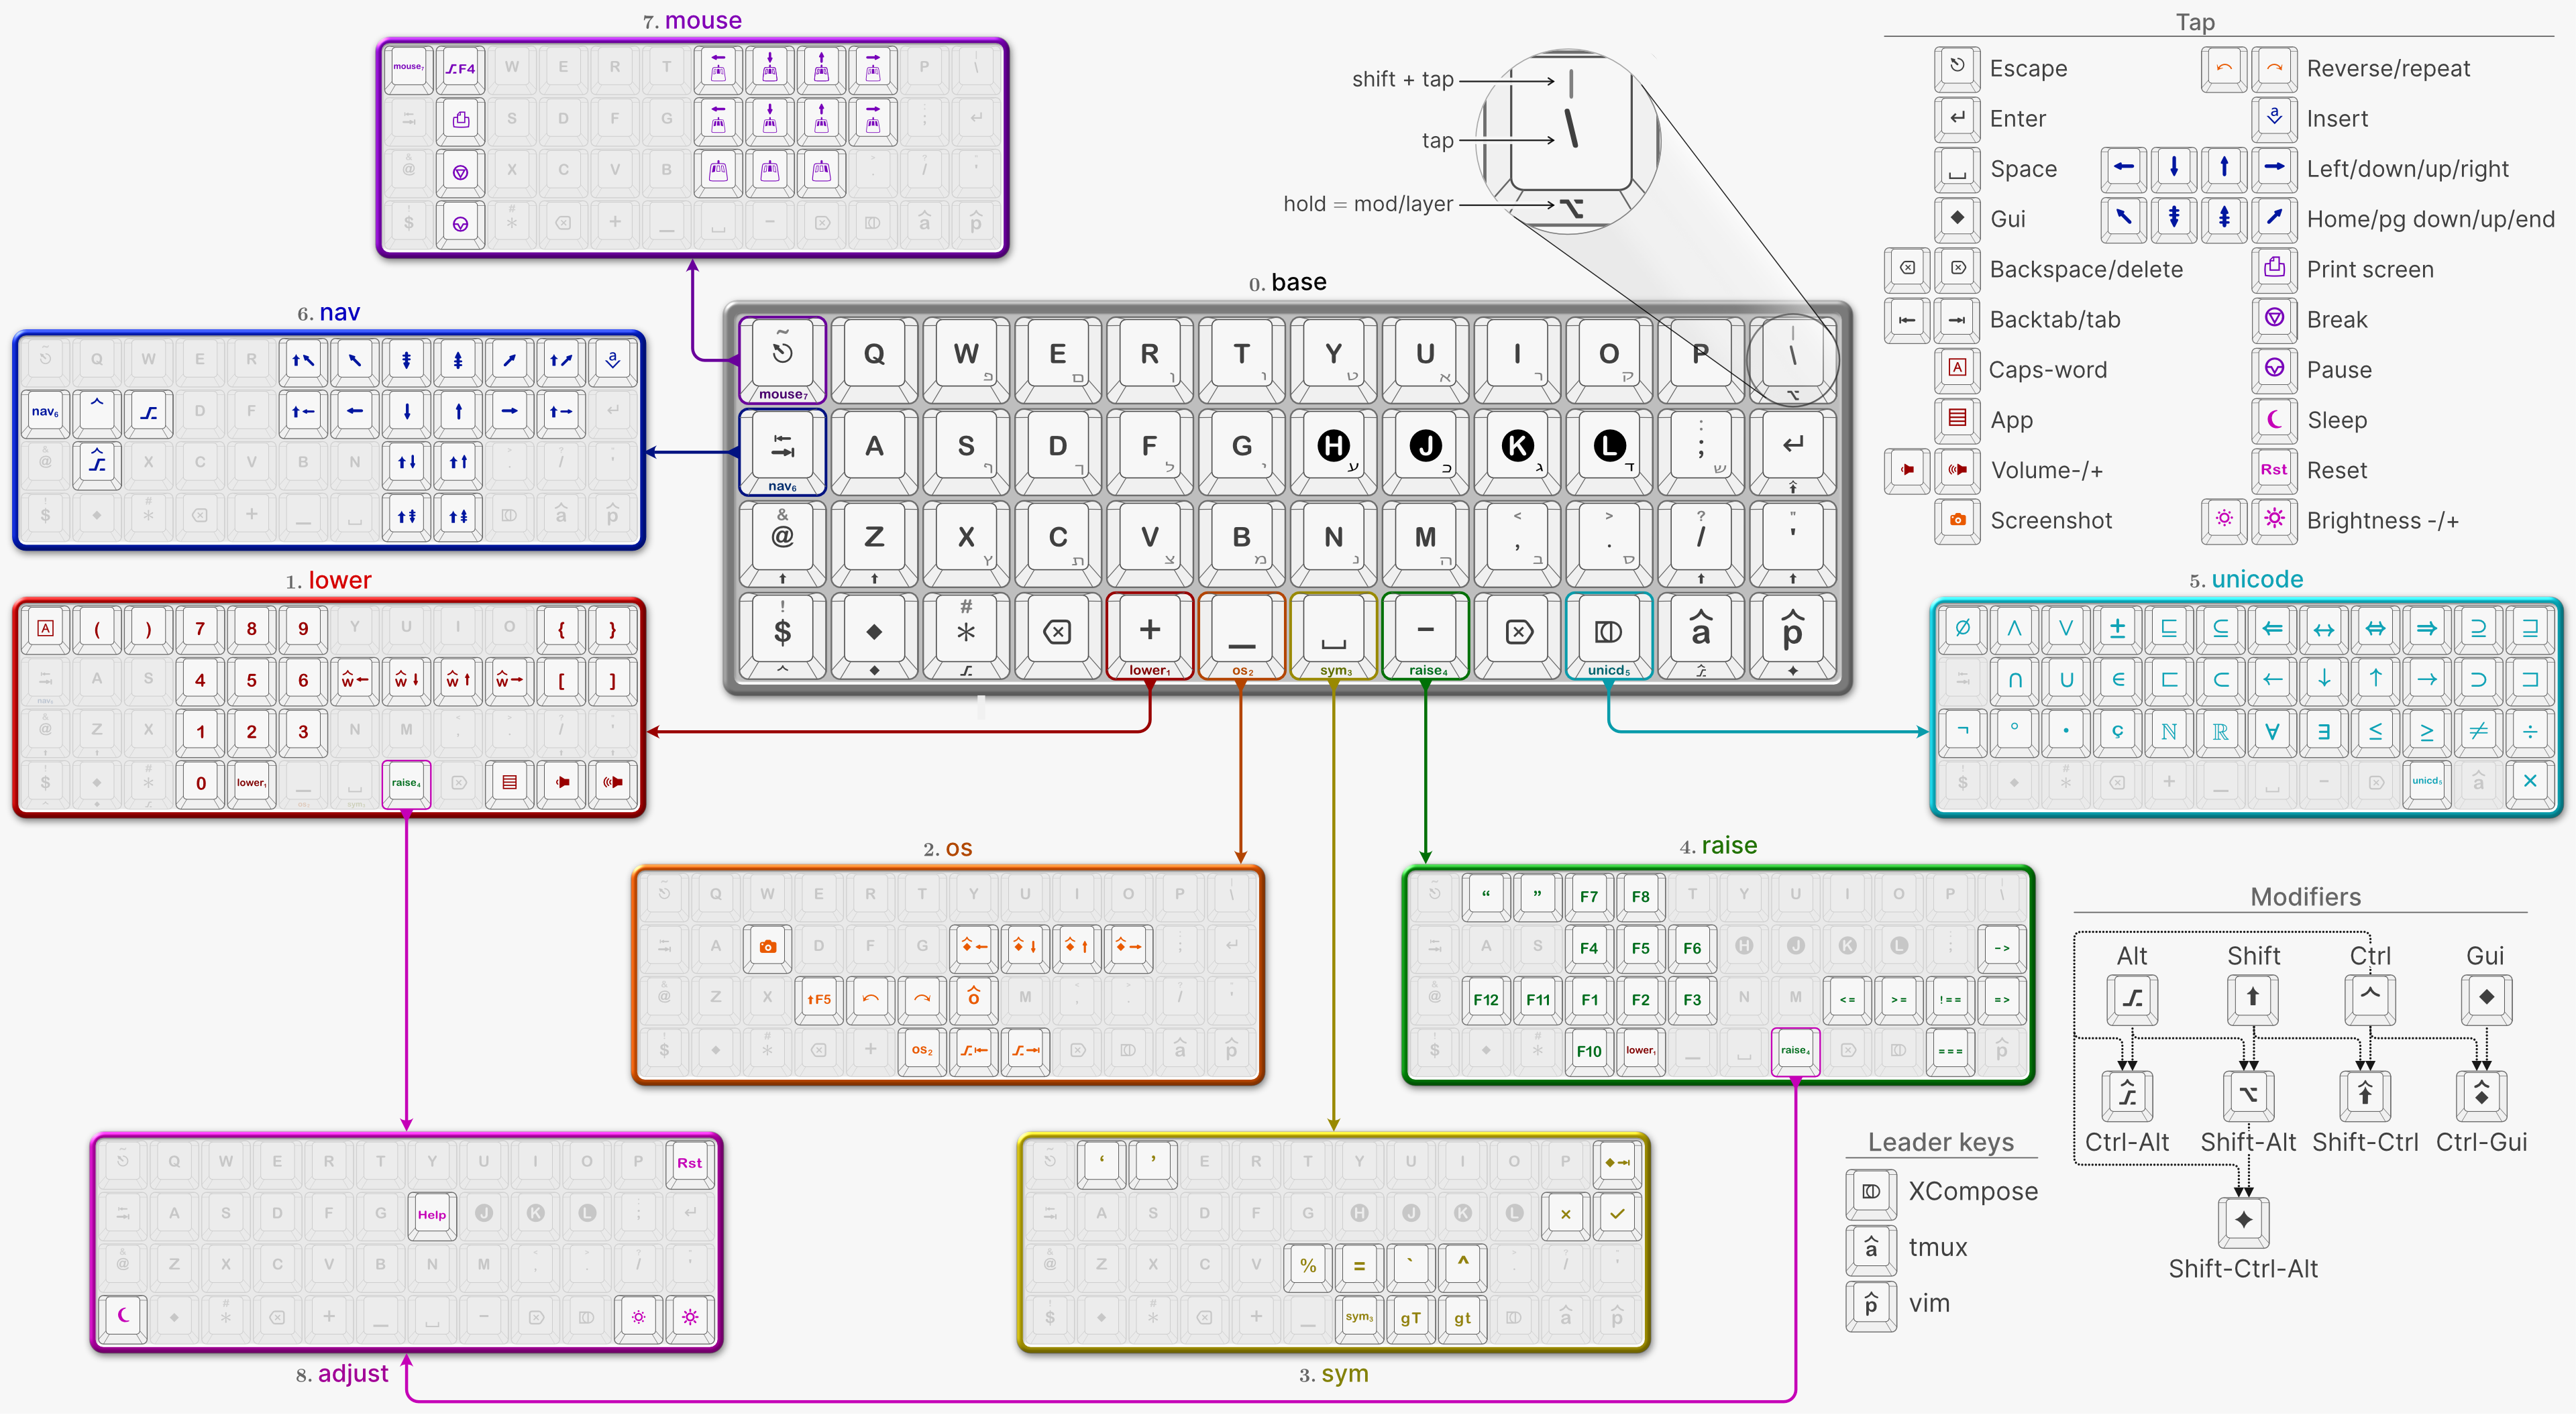 7. mouse
mouse₇ F4 W E R T P \
S D F G ; 
& @ X C V B > . ? / " '
! $ # * + _ - a p
shift + tap
tap
hold = mod/layer
0. base
~ Q W פ E ם R ן T ו Y ט U א I ר O ק P | \
mouse₇
A S ף D ך F ל G י H ע J כ K ג L ד : ; ש
nav₆
& @ Z X ץ C ת V צ B מ N נ M ה < , ב > . ס ? / " '
! $ # * + _ - a p
lower₁ os₂ sym₃ raise₄ unicd₅
Tap
Escape Reverse/repeat
Enter a Insert
Space Left/down/up/right
Gui Home/pg down/up/end
Backspace/delete Print screen
Backtab/tab Break
A Caps-word Pause
App Sleep
Volume-/+ Rst Reset
Screenshot Brightness -/+
6. nav
~ Q W E R a
nav₆ D F
& @ X C V B N > . ? / " '
! $ # * + _ a p
1. lower
A ( ) 7 8 9 Y U I O { }
nav₆ A S 4 5 6 w← w↓ w↑ w→ [ ]
& @ Z X 1 2 3 N M < , > . ? / " '
! $ # * 0 lower₁ _ os₂ sym₃ raise₄
5. unicode
∅ ∧ ∨ ± ⊑ ⊆ ⇐ ↔ ⇔ ⇒ ⊇ ⊒
∩ ∪ ∈ ⊏ ⊂ ← ↓ ↑ → ⊃ ⊐
¬ ° · ç ℕ ℝ ∀ ∃ ≤ ≥ ≠ ÷
! $ # * + _ - unicd₅ a ×
2. os
~ Q W E R T Y U I O P | \
A D F G : ;
& @ Z X F5 o M < , > . ? / " '
! $ # * + os₂ a p
4. raise
~ “ ” F7 F8 T Y U I O P | \
A S F4 F5 F6 H J K L : ; ->
& @ F12 F11 F1 F2 F3 N M <= >= !== =>
! $ # * F10 lower₁ _ raise₄ === p
8. adjust
~ Q W E R T Y U I O P Rst
A S D F G Help J K L : ;
& @ Z X C V B N M < , > . ? / " '
! $ # * + _ -
3. sym
~ ‘ ’ E R T Y U I O P
A S D F G H J K L × ✓
& @ Z X C V % = ` ^ > . ? / " '
! $ # * + _ sym₃ gT gt a p
Modifiers
Alt Shift Ctrl Gui
Ctrl-Alt Shift-Alt Shift-Ctrl Ctrl-Gui
Shift-Ctrl-Alt
Leader keys
XCompose
a tmux
p vim